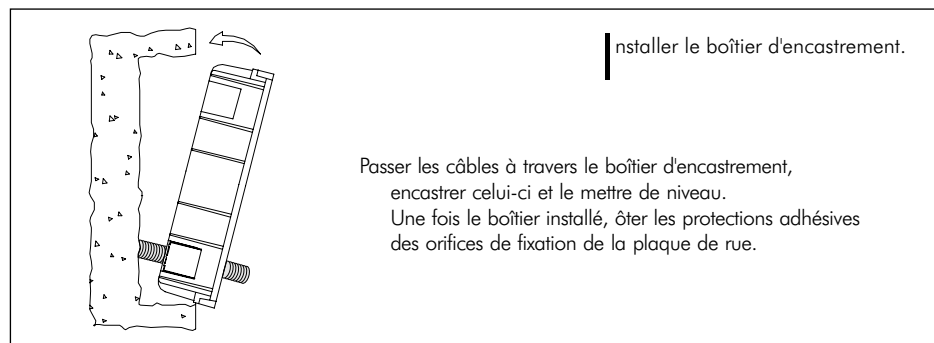 Installer le boîtier d'encastrement.
Passer les câbles à travers le boîtier d'encastrement,
encastrer celui-ci et le mettre de niveau.
Une fois le boîtier installé, ôter les protections adhésives
des orifices de fixation de la plaque de rue.